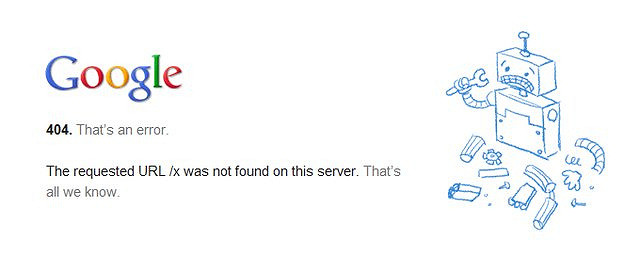 Google
404. That's an error.
The requested URL /x was not found on this server. That's
all we know.